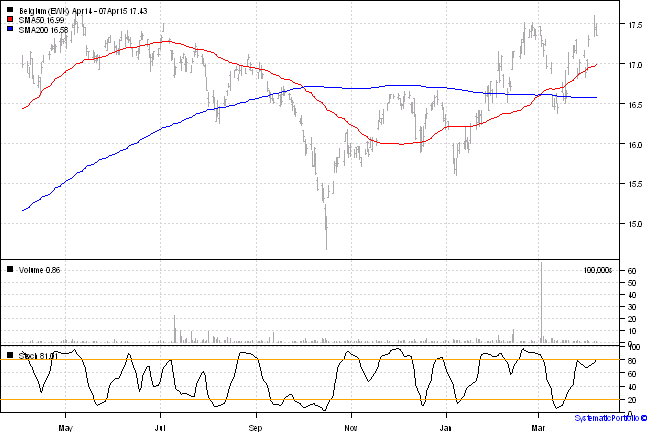 Belgium (EWK) Apr14 - 07Apr15 17.43
SMA50 16.99
SMA200 16.58
17.5
17.0
16.5
16.0
15.5
15.0
Volume 0.86
100,000s
60
50
40
30
20
10
0
Stoch 81.01
100
80
60
40
20
0
May
Jul
Sep
Nov
Jan
Mar
SystematicPortfolio ©